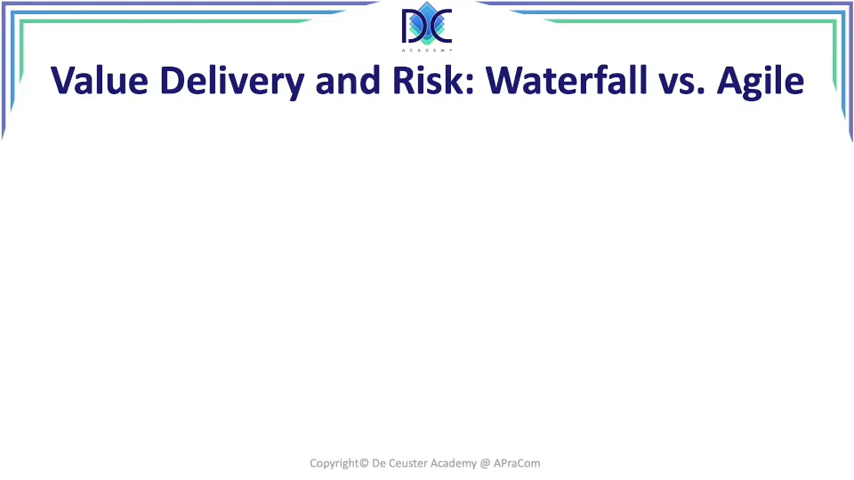 DC
ACADEMY
Value Delivery and Risk: Waterfall vs. Agile
Copyright© De Ceuster Academy @ APraCom